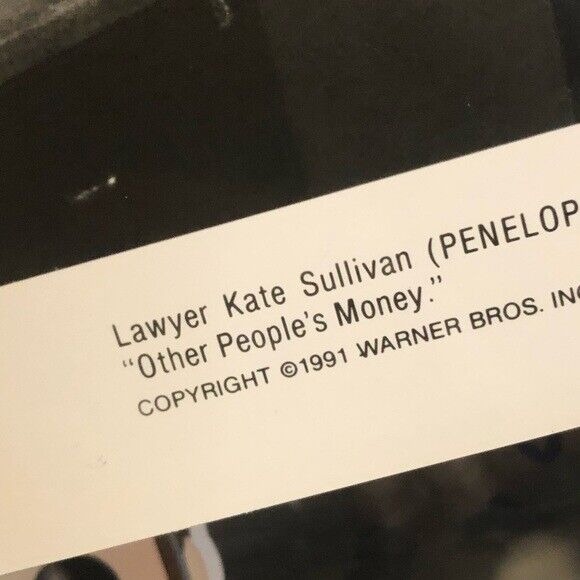 Lawyer Kate Sullivan (PENELOP
"Other People's Money."
COPYRIGHT ©1991 WARNER BROS. INC